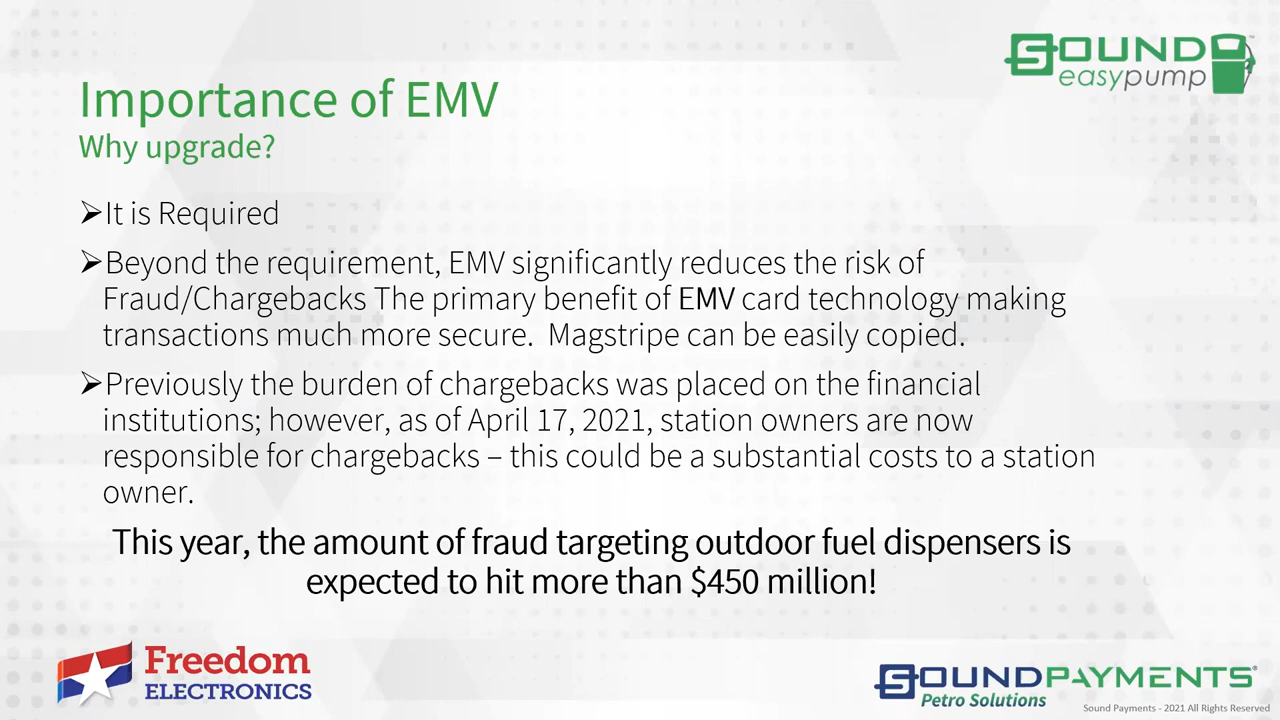 SOUND
easypump
Importance of EMV
Why upgrade?
➢It is Required
➢Beyond the requirement, EMV significantly reduces the risk of
Fraud/Chargebacks The primary benefit of EMV card technology making
transactions much more secure.  Magstripe can be easily copied.
➢Previously the burden of chargebacks was placed on the financial
institutions; however, as of April 17, 2021, station owners are now
responsible for chargebacks – this could be a substantial costs to a station
owner.
This year, the amount of fraud targeting outdoor fuel dispensers is
expected to hit more than $450 million!
Freedom
ELECTRONICS
SOUNDPAYMENTS®
Petro Solutions
Sound Payments - 2021 All Rights Reserved